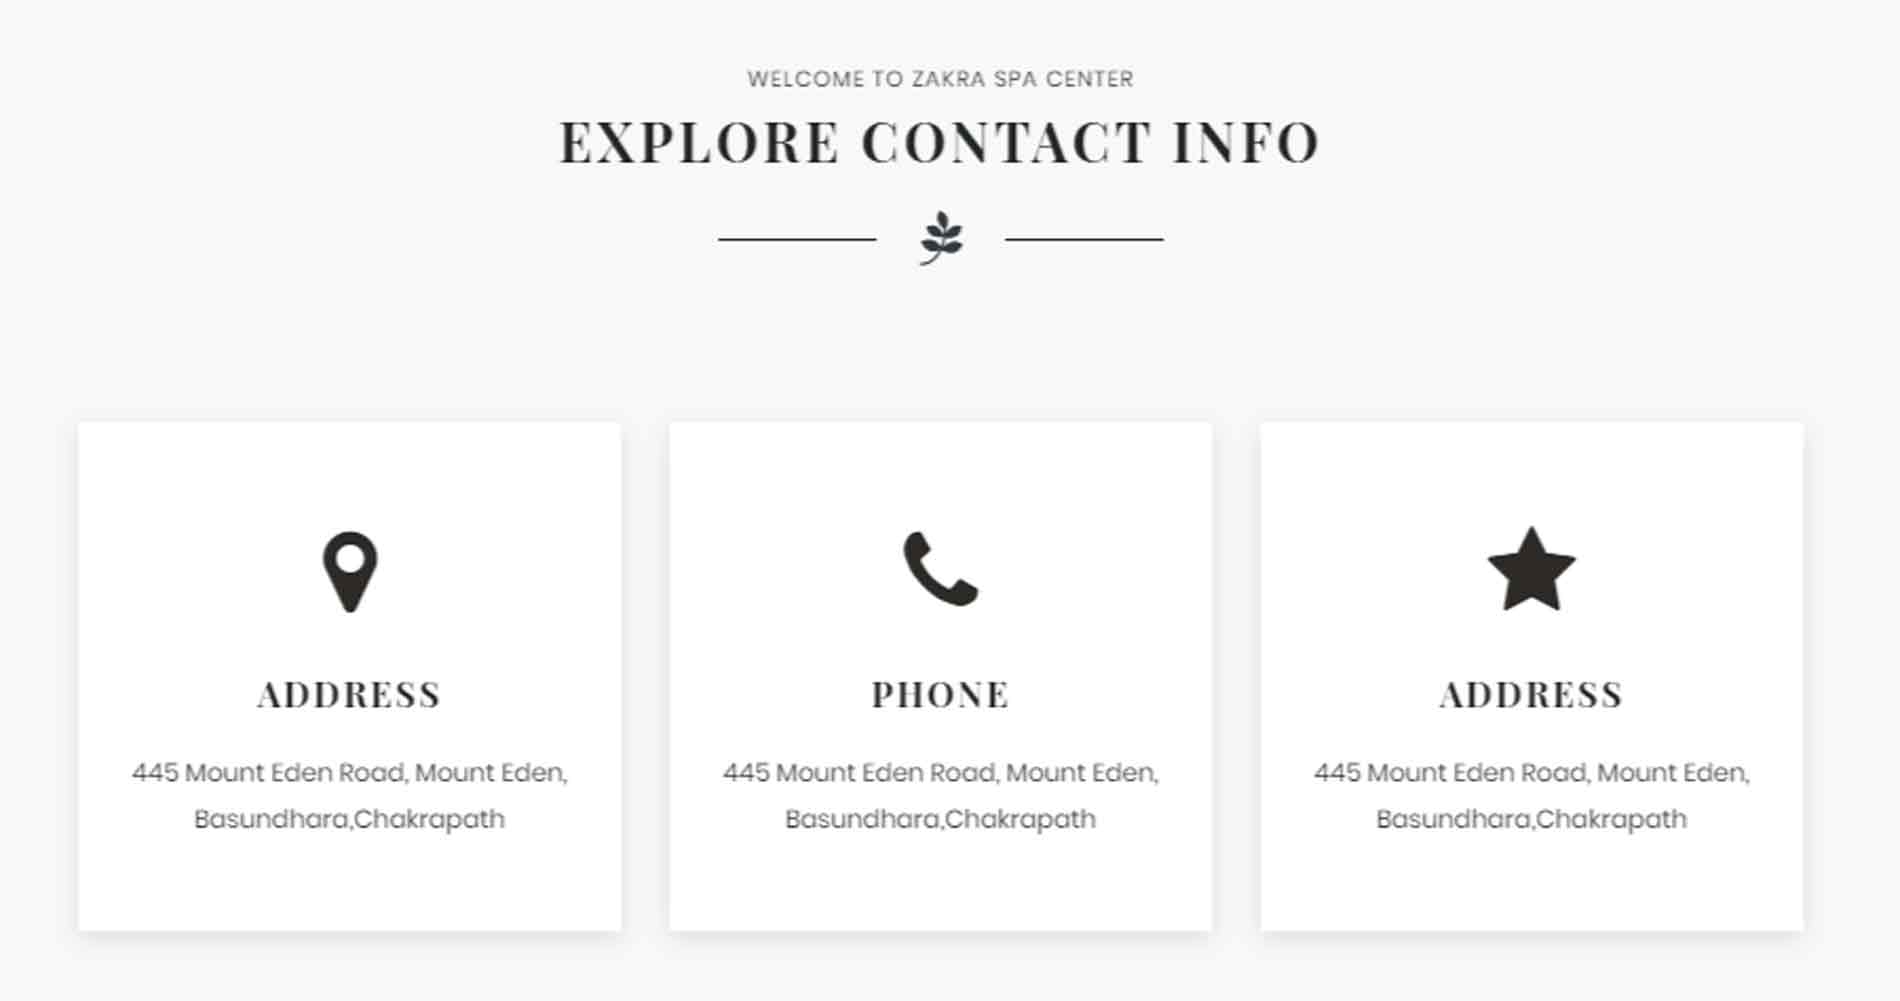 WELCOME TO ZAKRA SPA CENTER
EXPLORE CONTACT INFO
ADDRESS
445 Mount Eden Road, Mount Eden,
Basundhara,Chakrapath
PHONE
445 Mount Eden Road, Mount Eden,
Basundhara,Chakrapath
ADDRESS
445 Mount Eden Road, Mount Eden,
Basundhara,Chakrapath